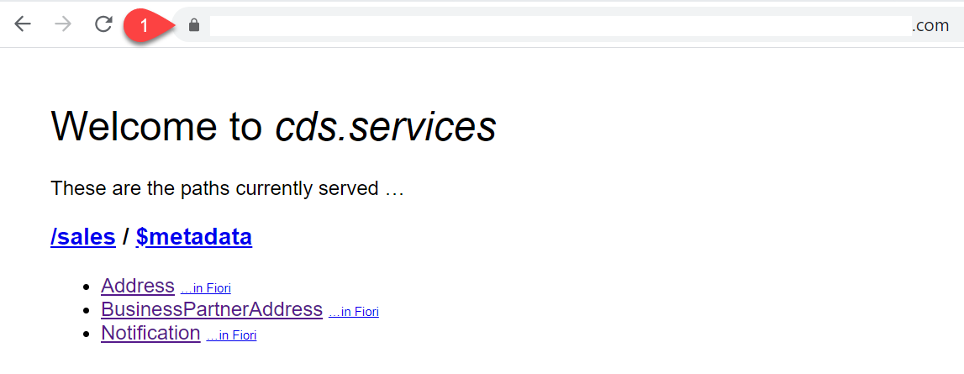 1
.com
Welcome to cds.services
These are the paths currently served …
/sales / $metadata
Address ...in Fiori
BusinessPartnerAddress ...in Fiori
Notification ...in Fiori